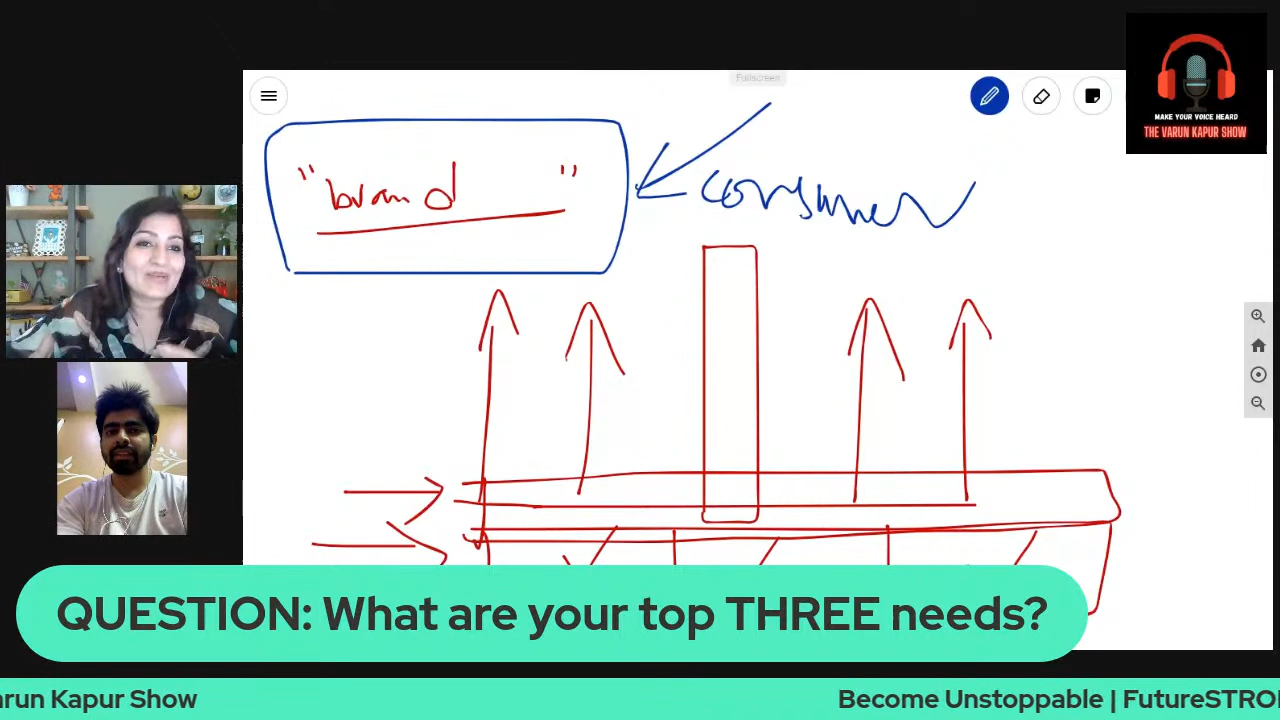 Fullscreen
MAKE YOUR VOICE HEARD
THE VARUN KAPUR SHOW
"brand "
consumer
QUESTION: What are your top THREE needs?
arun Kapur Show
Become Unstoppable | FutureSTRO